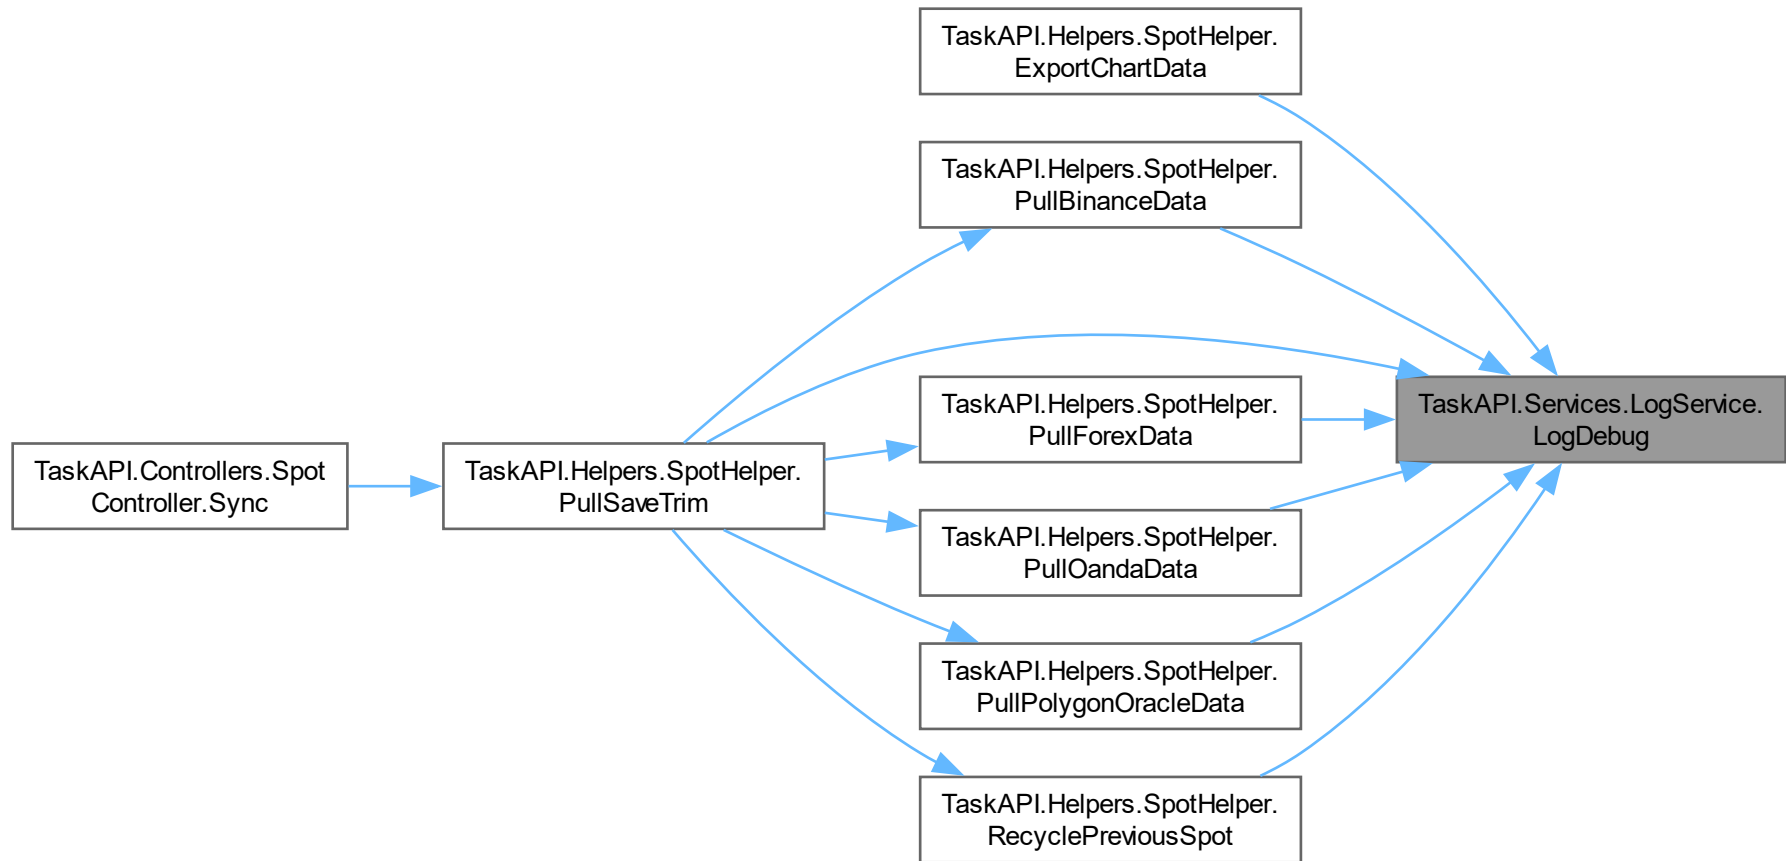 TaskAPI.Helpers.SpotHelper.
ExportChartData
TaskAPI.Helpers.SpotHelper.
PullBinanceData
TaskAPI.Helpers.SpotHelper.
PullForexData
TaskAPI.Services.LogService.
LogDebug
TaskAPI.Controllers.Spot
Controller.Sync
TaskAPI.Helpers.SpotHelper.
PullSaveTrim
TaskAPI.Helpers.SpotHelper.
PullOandaData
TaskAPI.Helpers.SpotHelper.
PullPolygonOracleData
TaskAPI.Helpers.SpotHelper.
RecyclePreviousSpot